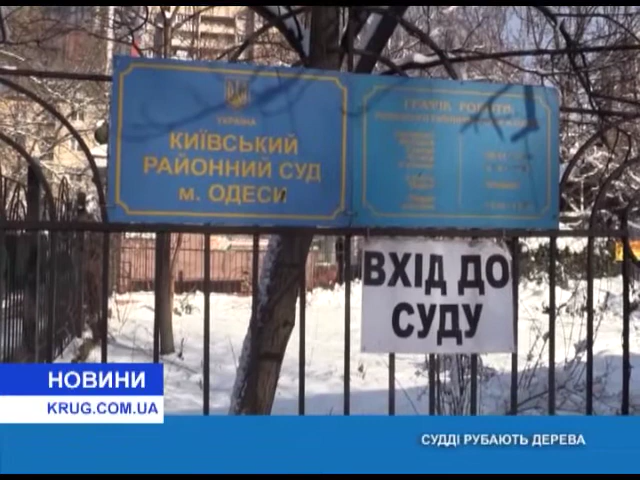 УКРАЇНА
КИЇВСЬКИЙ
РАЙОННИЙ СУД
м. ОДЕСИ
ГРАФІК РОБОТИ
ВХІД ДО
СУДУ
НОВИНИ
KRUG.COM.UA
СУДДІ РУБАЮТЬ ДЕРЕВА